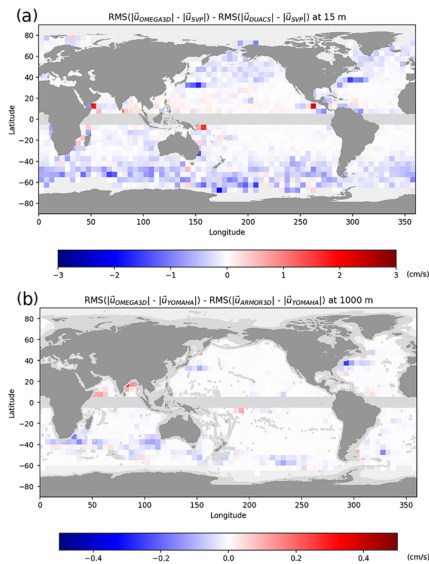 (a)
RMS(|u⃗OMEGA3D| - |u⃗SVP|) - RMS(|u⃗DUACS| - |u⃗SVP|) at 15 m
Latitude
80
60
40
20
0
−20
−40
−60
−80
0 50 100 150 200 250 300 350
Longitude
−3 −2 −1 0 1 2 3 (cm/s)
(b)
RMS(|u⃗OMEGA3D| - |u⃗YOMAHA|) - RMS(|u⃗ARMOR3D| - |u⃗YOMAHA|) at 1000 m
Latitude
80
60
40
20
0
−20
−40
−60
−80
0 50 100 150 200 250 300 350
Longitude
−0.4 −0.2 0.0 0.2 0.4 (cm/s)